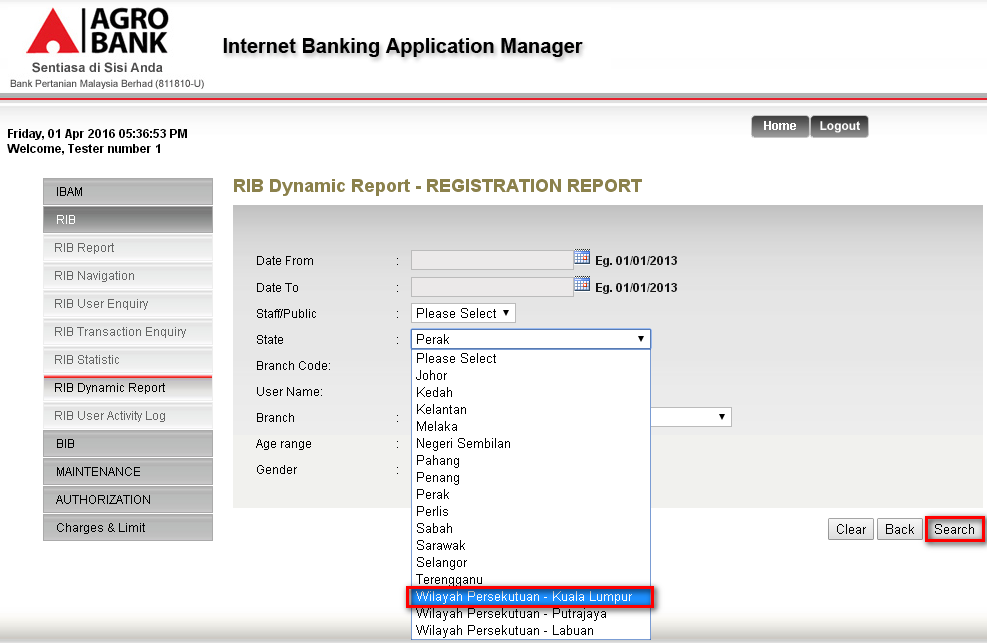 AGRO
BANK
Sentiasa di Sisi Anda
Bank Pertanian Malaysia Berhad (811810-U)
Internet Banking Application Manager
Friday, 01 Apr 2016 05:36:53 PM
Welcome, Tester number 1
Home Logout
IBAM
RIB
RIB Report
RIB Navigation
RIB User Enquiry
RIB Transaction Enquiry
RIB Statistic
RIB Dynamic Report
RIB User Activity Log
BIB
MAINTENANCE
AUTHORIZATION
Charges & Limit
RIB Dynamic Report - REGISTRATION REPORT
Date From : Eg. 01/01/2013
Date To : Eg. 01/01/2013
Staff/Public : Please Select
State : Perak
Branch Code:
User Name:
Branch :
Age range :
Gender :
Please Select
Johor
Kedah
Kelantan
Melaka
Negeri Sembilan
Pahang
Penang
Perak
Perlis
Sabah
Sarawak
Selangor
Terengganu
Wilayah Persekutuan - Kuala Lumpur
Wilayah Persekutuan - Putrajaya
Wilayah Persekutuan - Labuan
Clear Back Search